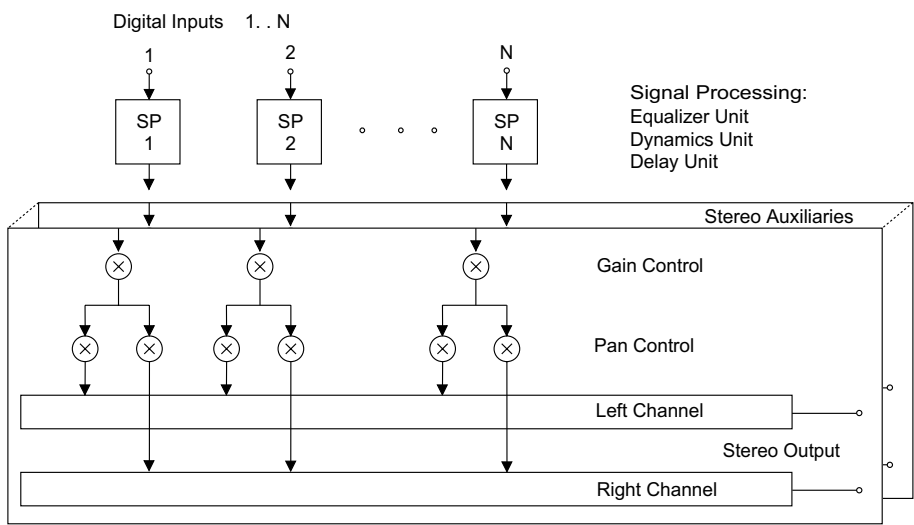 Digital Inputs 1. . N
1 2 N
SP 1
SP 2
SP N
Signal Processing:
Equalizer Unit
Dynamics Unit
Delay Unit
Stereo Auxiliaries
Gain Control
Pan Control
Left Channel
Stereo Output
Right Channel